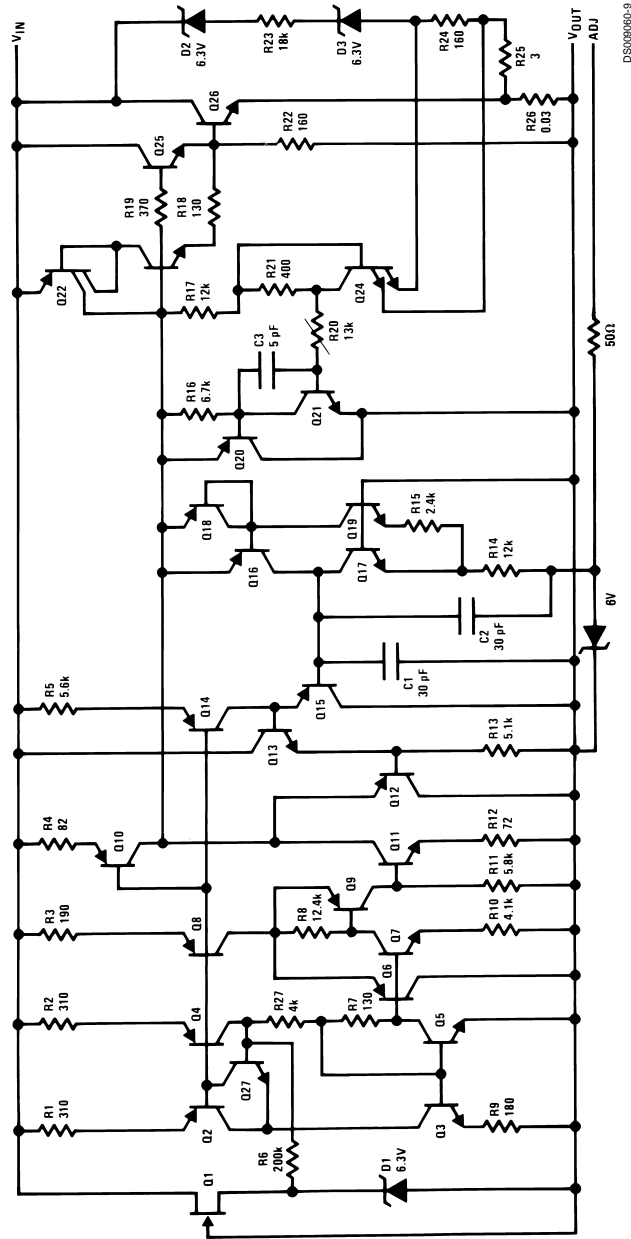 VIN
R1
310
R2
310
R3
190
R4
82
R5
5.6k
Q1
Q2
Q4
Q8
Q10
Q14
Q22
R19
370
Q25
D2
6.3V
R23
18k
D3
6.3V
R6
200k
Q27
R27
4k
R7
130
Q6
R8
12.4k
Q9
Q7
Q13
Q15
Q16
Q18
Q20
R16
6.7k
C3
5 pF
R17
12k
R18
130
Q26
R21
400
R20
13k
Q21
Q24
R22
160
R24
160
R25
3
R26
0.03
D1
6.3V
Q3
Q5
R9
180
R10
4.1k
R11
5.8k
Q11
R12
72
Q12
R13
5.1k
C1
30 pF
C2
30 pF
Q17
Q19
R15
2.4k
R14
12k
VOUT
ADJ
6V
50Ω
DS009060-9